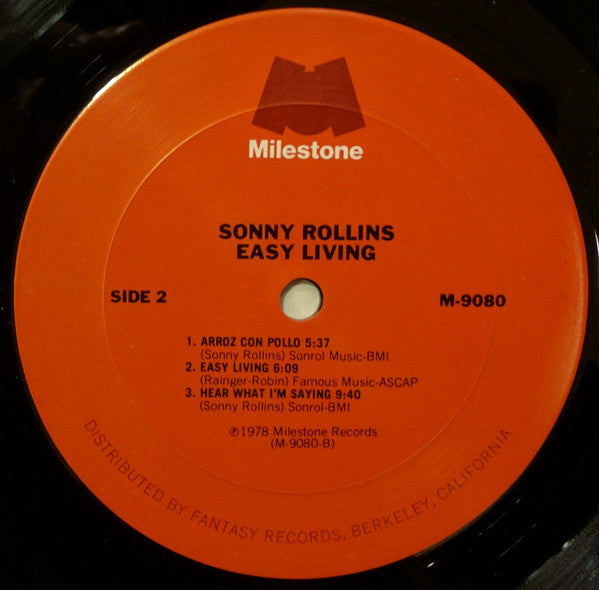 Milestone
SONNY ROLLINS
EASY LIVING
SIDE 2
M-9080
1. ARROZ CON POLLO 5:37
(Sonny Rollins) Sonrol Music-BMI
2. EASY LIVING 6:09
(Rainger-Robin) Famous Music-ASCAP
3. HEAR WHAT I'M SAYING 9:40
(Sonny Rollins) Sonrol-BMI
℗1978 Milestone Records
(M-9080-B)
DISTRIBUTED BY FANTASY RECORDS, BERKELEY, CALIFORNIA